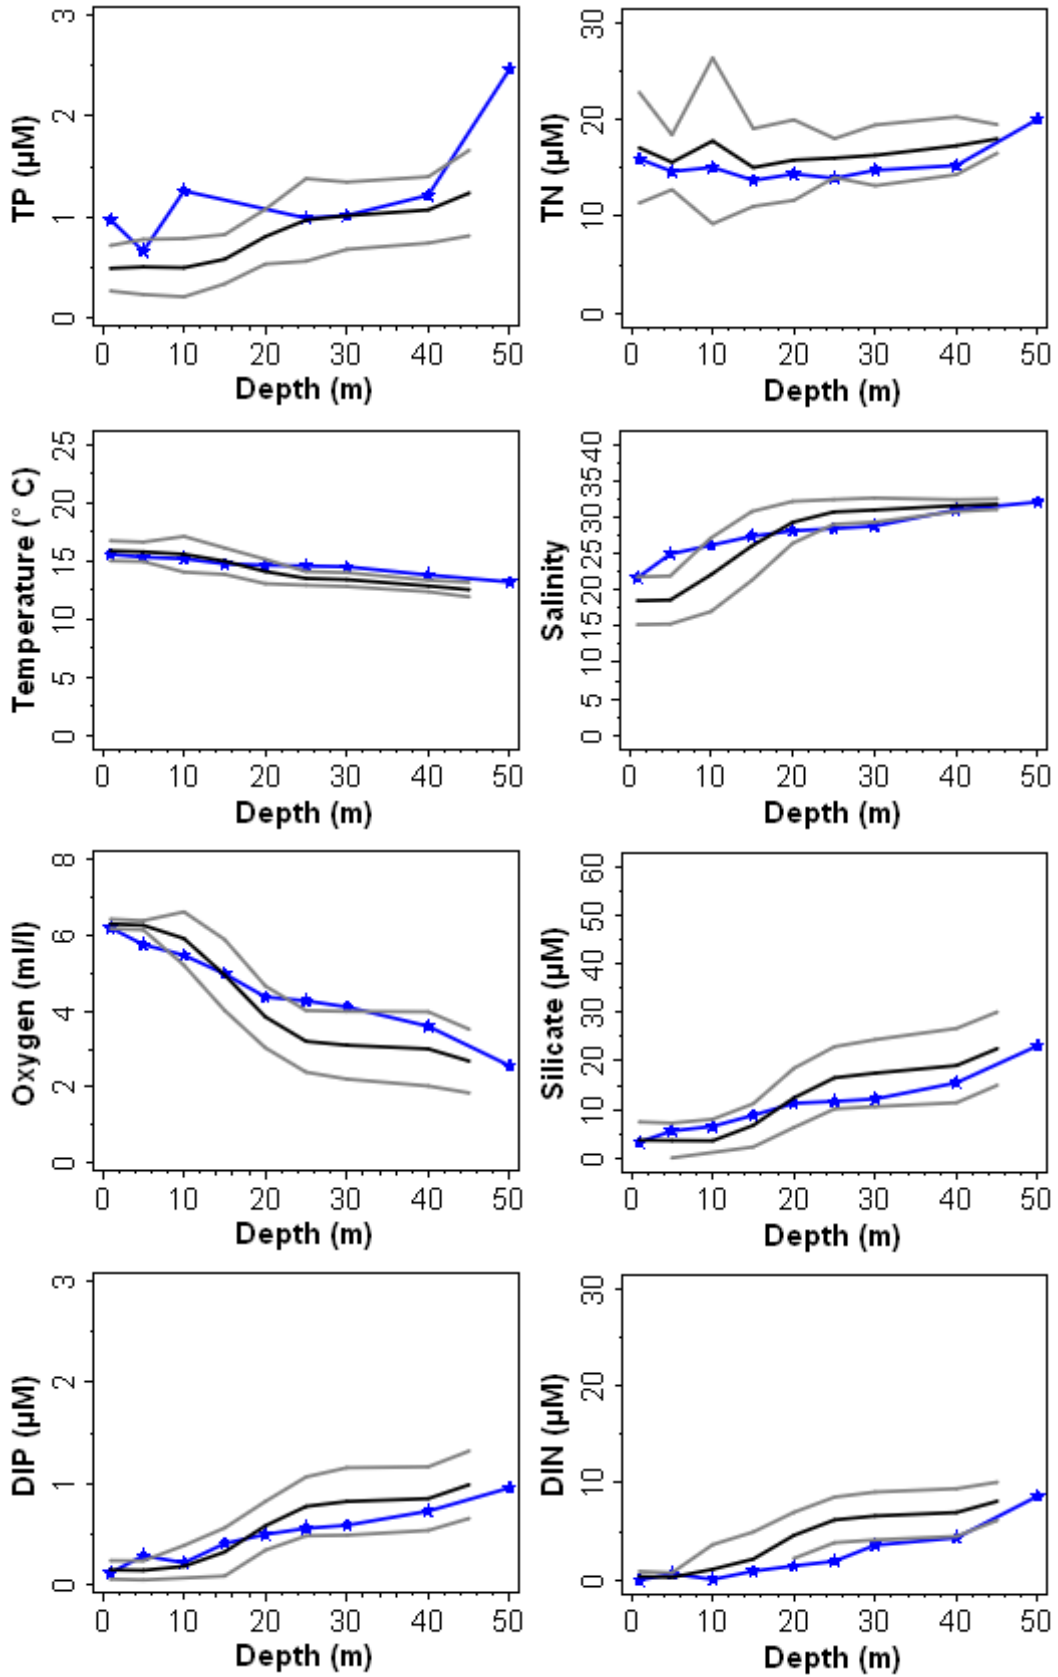 TP (µM)
3
2
1
0
0 10 20 30 40 50
Depth (m)
TN (µM)
30
20
10
0
0 10 20 30 40 50
Depth (m)
Temperature (° C)
25
20
15
10
5
0
0 10 20 30 40 50
Depth (m)
Salinity
40
35
30
25
20
15
10
5
0
0 10 20 30 40 50
Depth (m)
Oxygen (ml/l)
8
6
4
2
0
0 10 20 30 40 50
Depth (m)
Silicate (µM)
60
50
40
30
20
10
0
0 10 20 30 40 50
Depth (m)
DIP (µM)
3
2
1
0
0 10 20 30 40 50
Depth (m)
DIN (µM)
30
20
10
0
0 10 20 30 40 50
Depth (m)